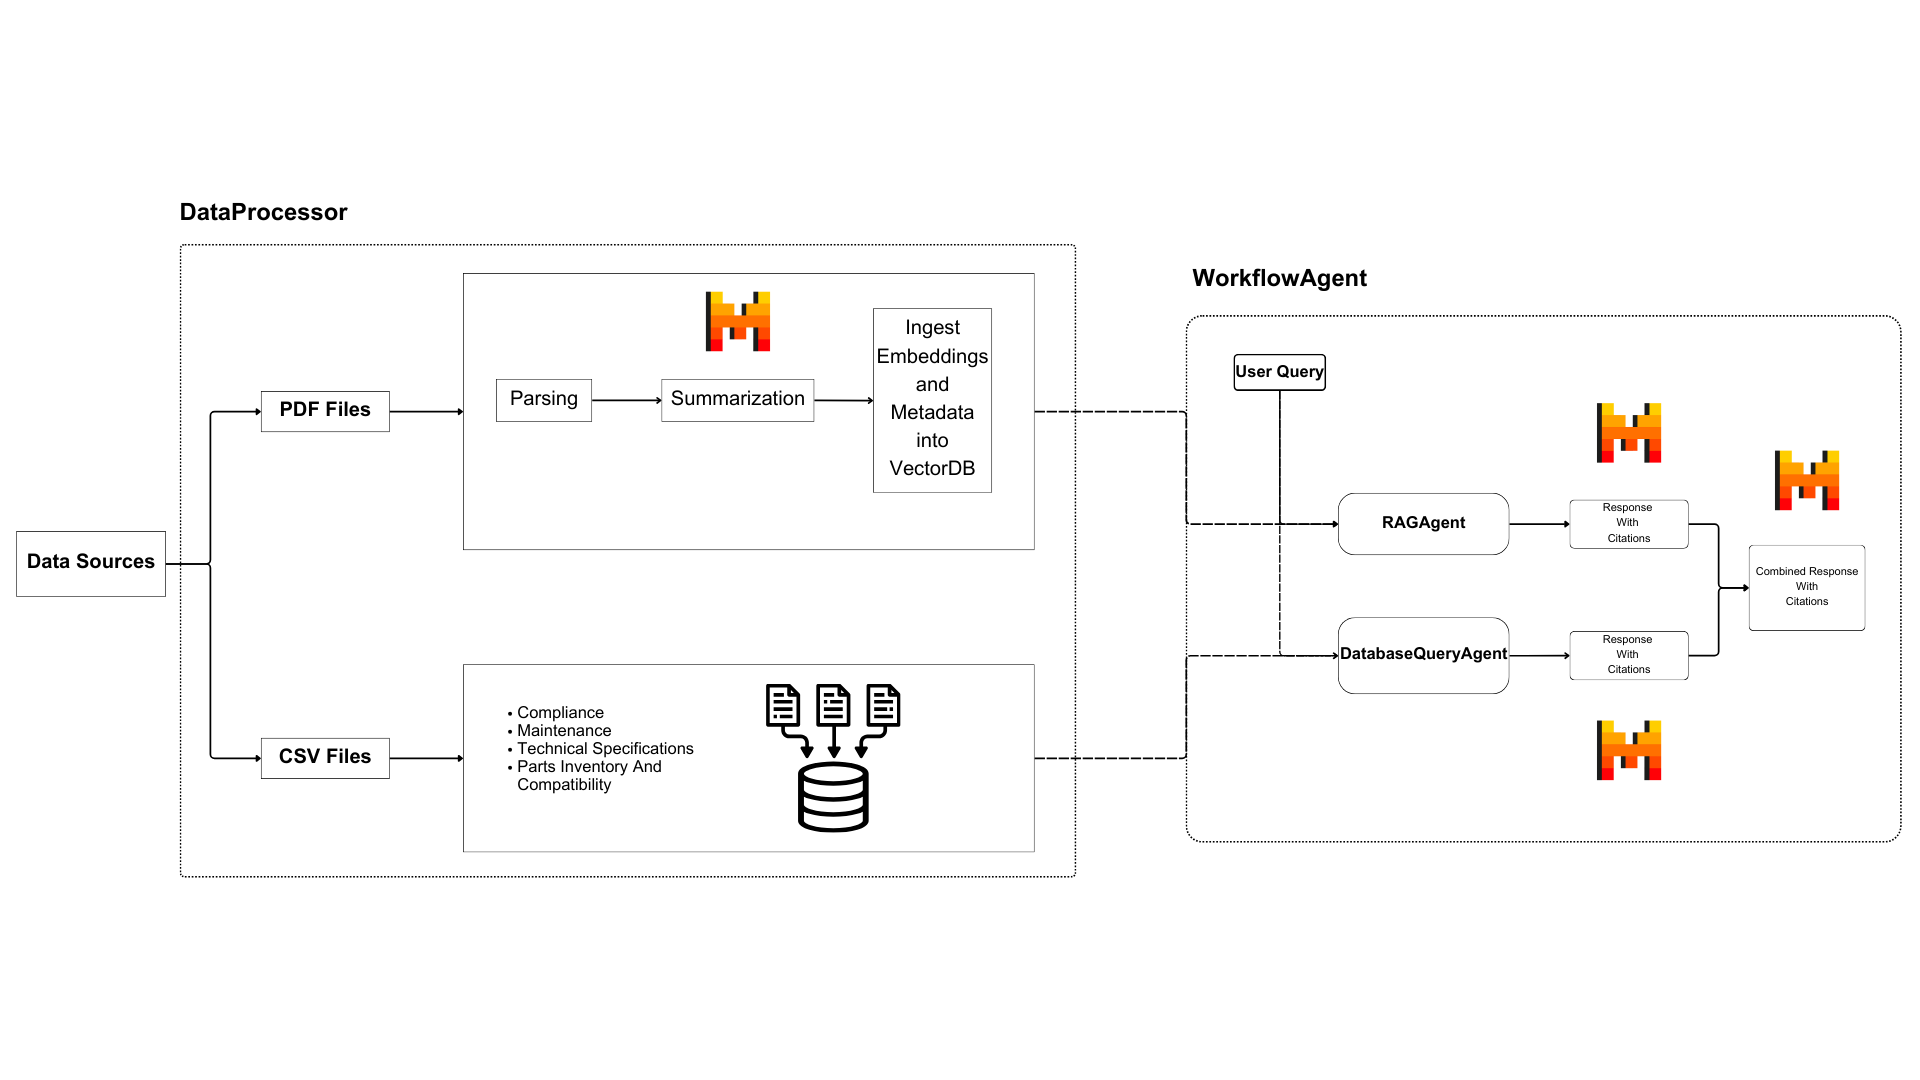 DataProcessor
WorkflowAgent
Data Sources
PDF Files
Parsing
Summarization
Ingest
Embeddings
and
Metadata
into
VectorDB
CSV Files
• Compliance
• Maintenance
• Technical Specifications
• Parts Inventory And
Compatibility
User Query
RAGAgent
Response
With
Citations
DatabaseQueryAgent
Response
With
Citations
Combined Response
With
Citations